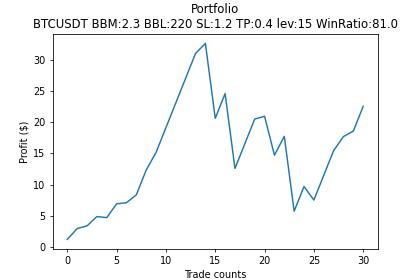 Portfolio
BTCUSDT BBM:2.3 BBL:220 SL:1.2 TP:0.4 lev:15 WinRatio:81.0
Profit ($)
30
25
20
15
10
5
0
0 5 10 15 20 25 30
Trade counts